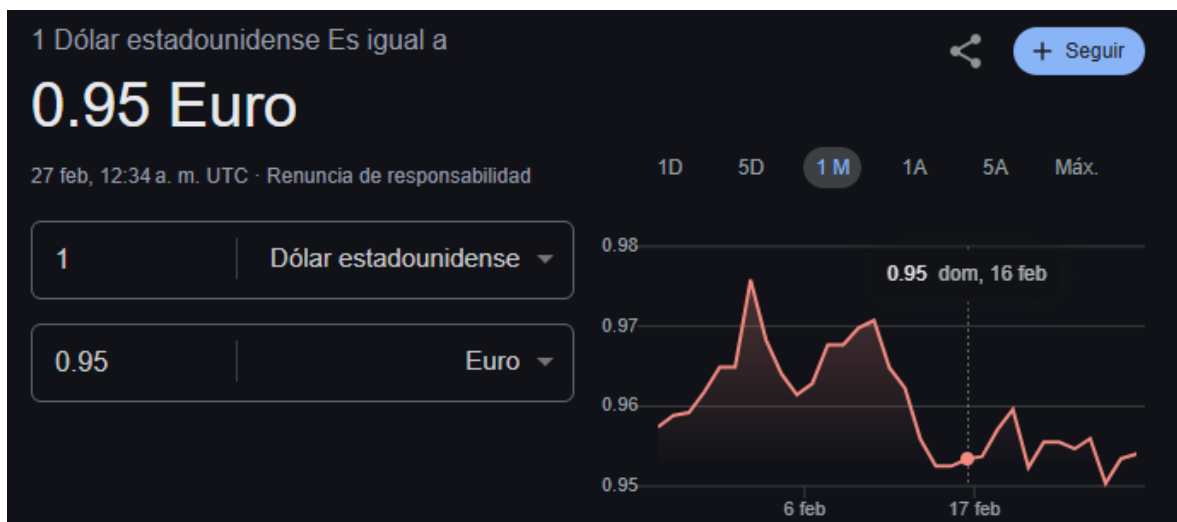 1 Dólar estadounidense Es igual a
+ Seguir
0.95 Euro
27 feb, 12:34 a. m. UTC · Renuncia de responsabilidad
1D 5D 1 M 1A 5A Máx.
1 Dólar estadounidense
0.95 Euro
0.98
0.95 dom, 16 feb
0.97
0.96
0.95
6 feb 17 feb